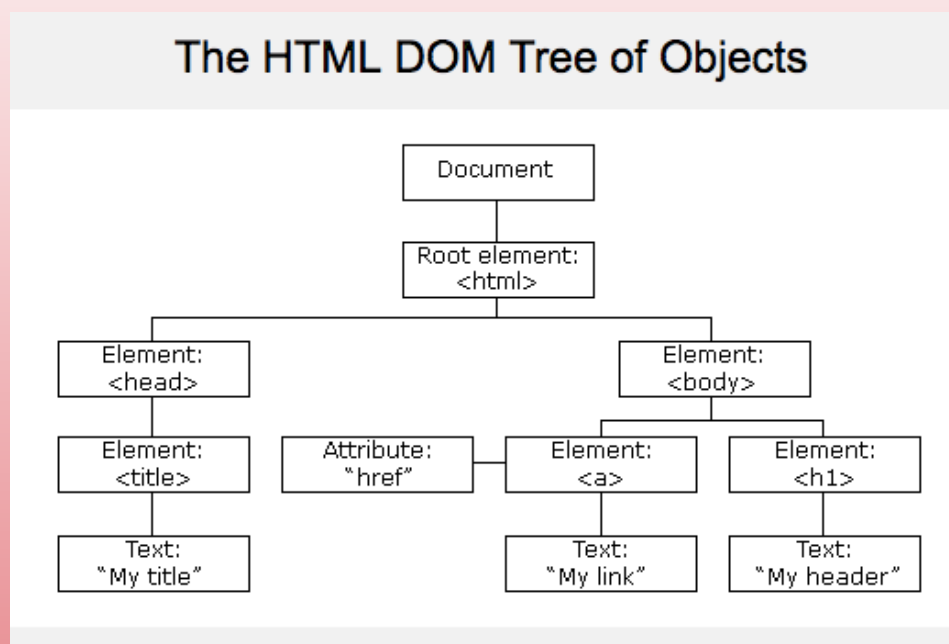 The HTML DOM Tree of Objects
Document
Root element:
<html>
Element:
<head>
Element:
<body>
Element:
<title>
Attribute:
“href”
Element:
<a>
Element:
<h1>
Text:
“My title”
Text:
“My link”
Text:
“My header”